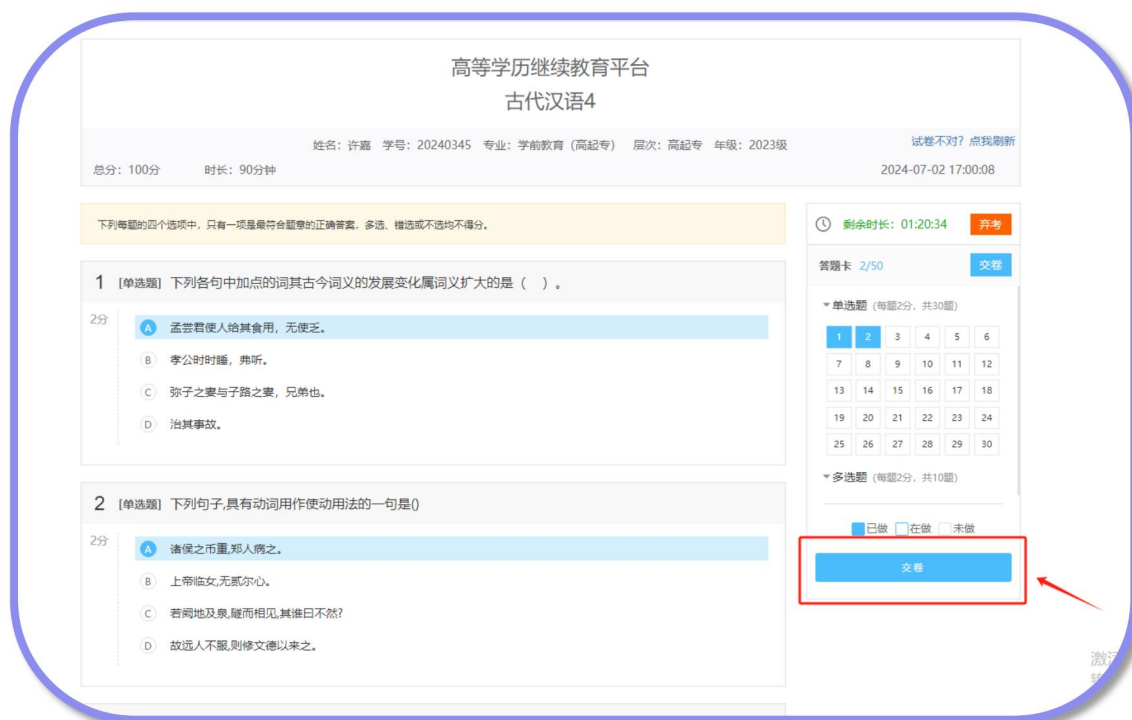 高等学历继续教育平台
古代汉语4
姓名：许嘉 学号：20240345 专业：学前教育（高起专） 层次：高起专 年级：2023级
试卷不对？点我刷新
总分：100分 时长：90分钟
2024-07-02 17:00:08
下列每题的四个选项中，只有一项是最符合题意的正确答案，多选、错选或不选均不得分。
剩余时长：01:20:34 弃考
答题卡 2/50 交卷
1 [单选题] 下列各句中加点的词其古今词义的发展变化属词义扩大的是（ ）。
2分
A 孟尝君使人给其食用，无使乏。
B 孝公时时睡，弗听。
C 弥子之妻与子路之妻，兄弟也。
D 治其事故。
单选题 (每题2分，共30题)
1 2 3 4 5 6
7 8 9 10 11 12
13 14 15 16 17 18
19 20 21 22 23 24
25 26 27 28 29 30
多选题 (每题2分，共10题)
已做 在做 未做
交卷
2 [单选题] 下列句子,具有动词用作使动用法的一句是()
2分
A 诸侯之币重,郑人病之。
B 上帝临女,无贰尔心。
C 若阙地及泉,隧而相见,其谁曰不然?
D 故远人不服,则修文德以来之。